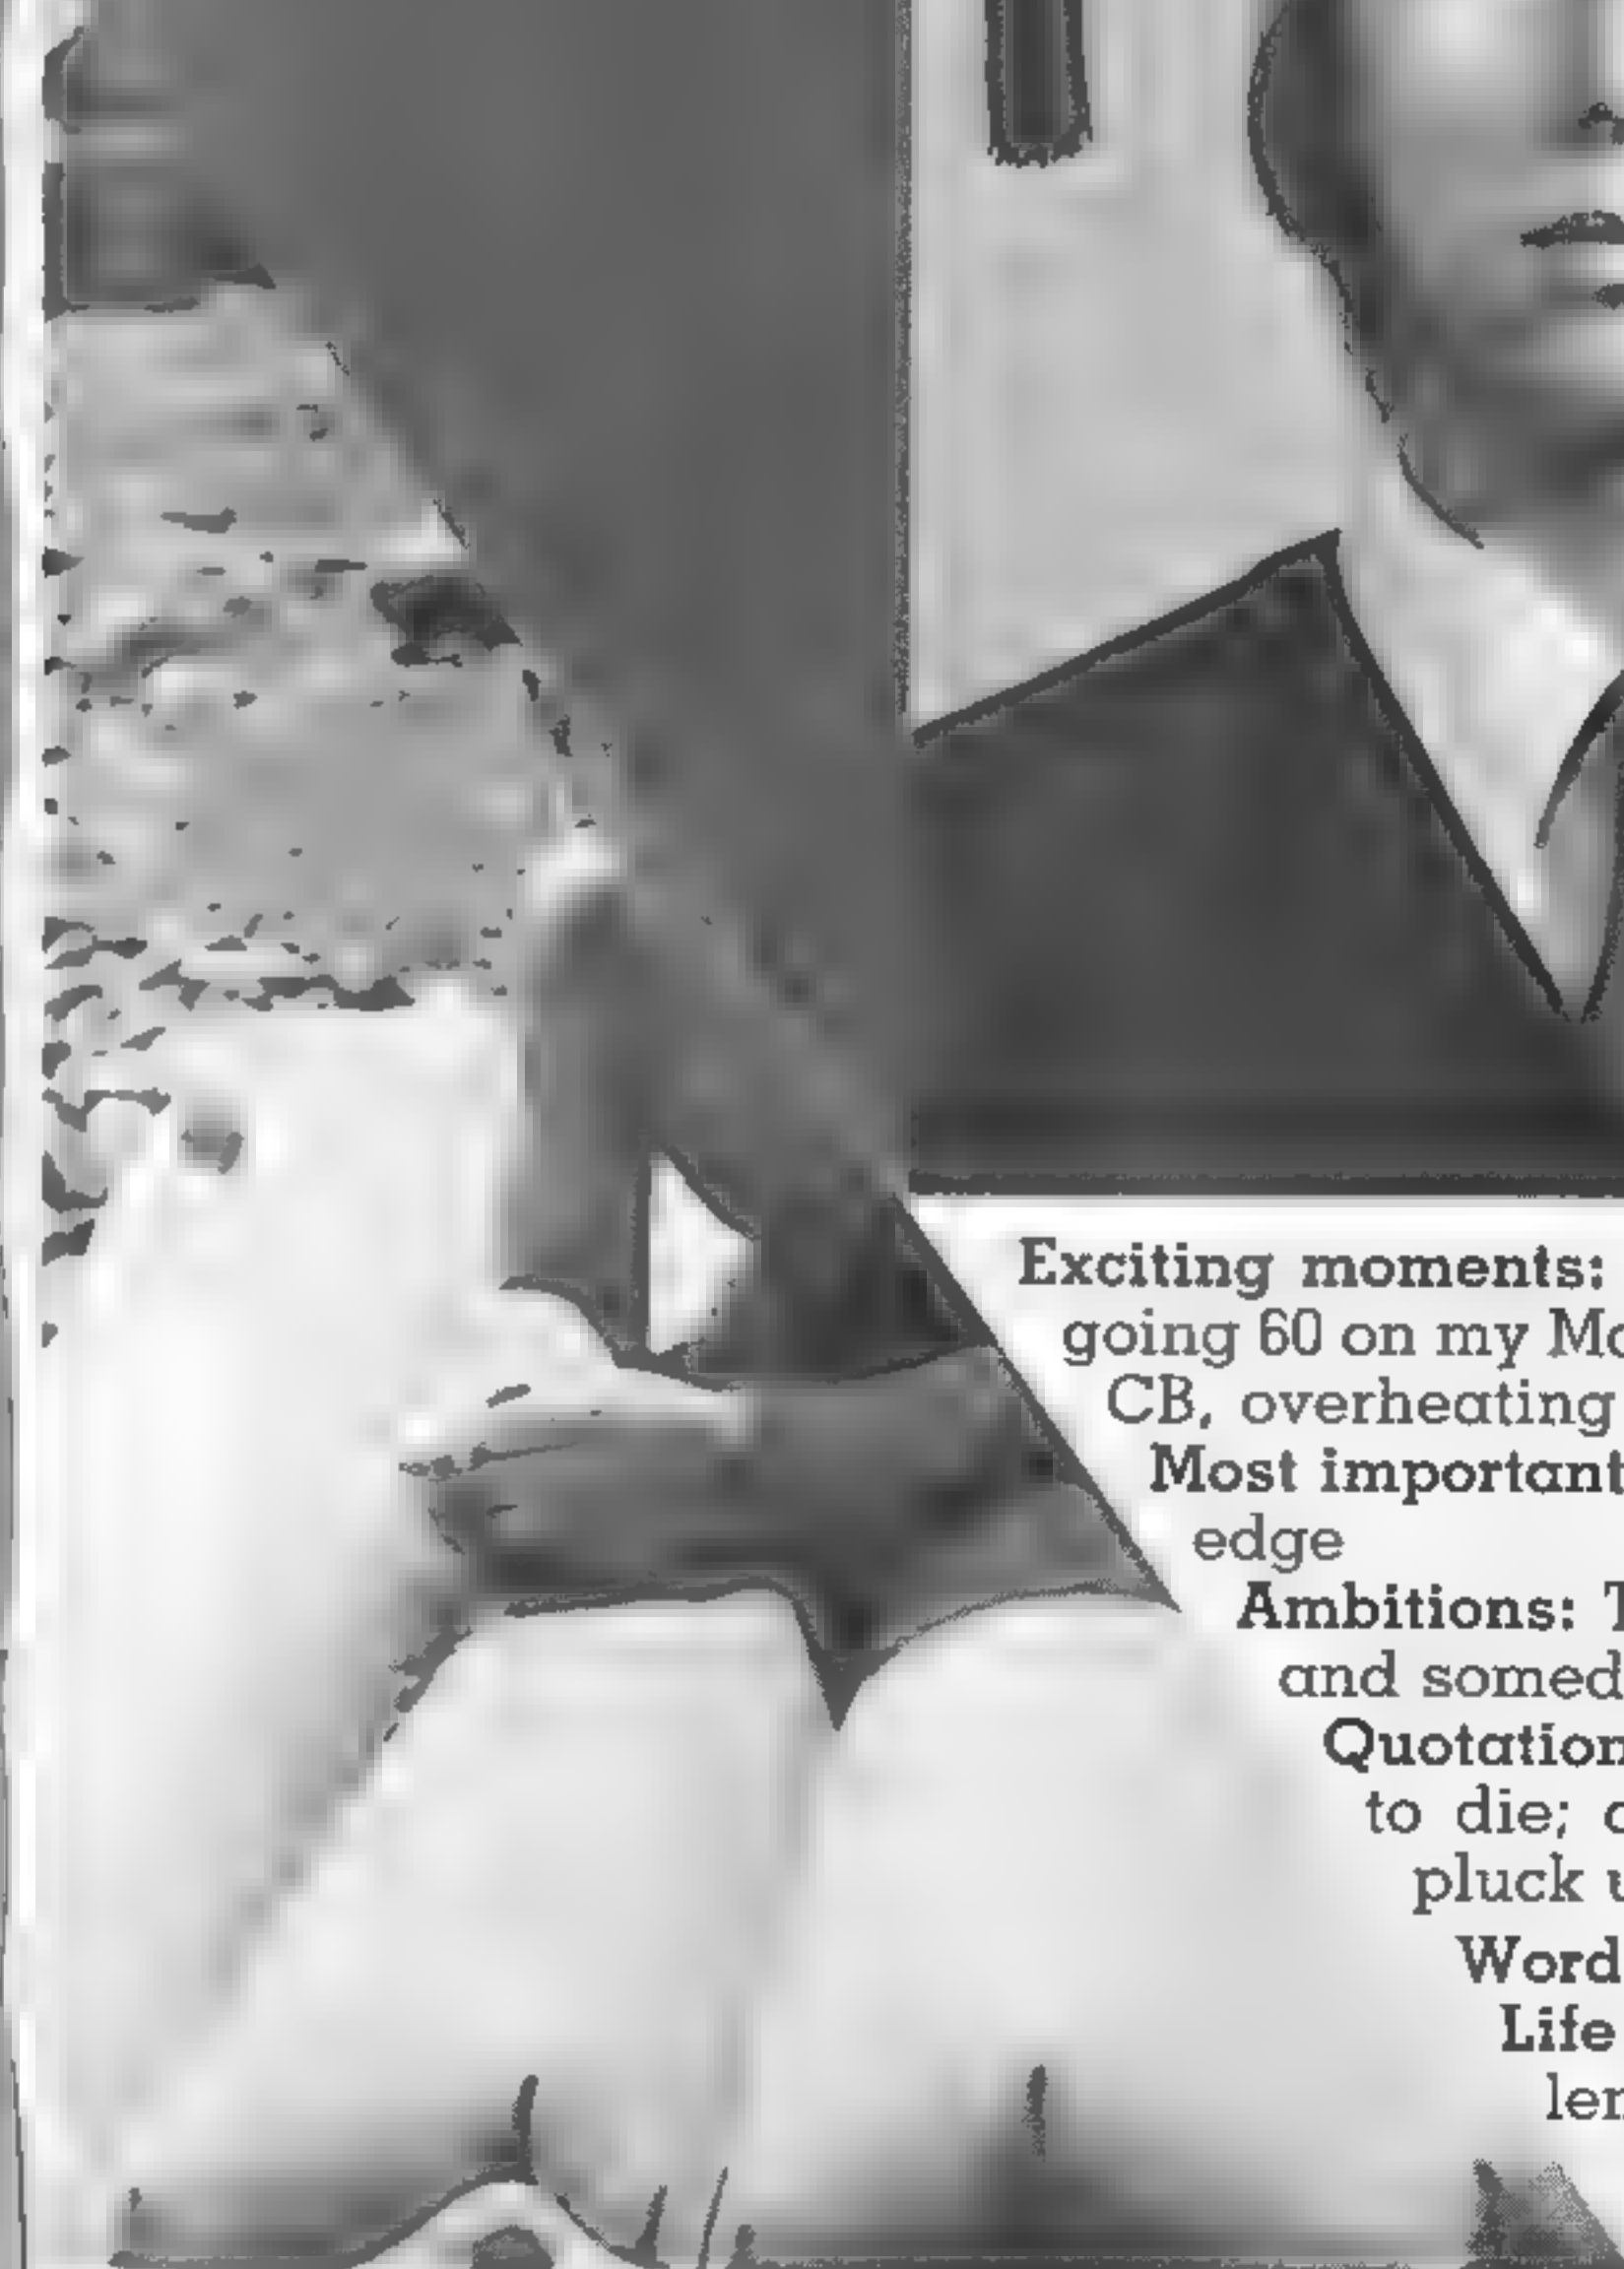 Exciting moments:
going 60 on my Mo
CB, overheating
Most important
edge
Ambitions: T
and somed
Quotation
to die; a
pluck u
Word
Life
len